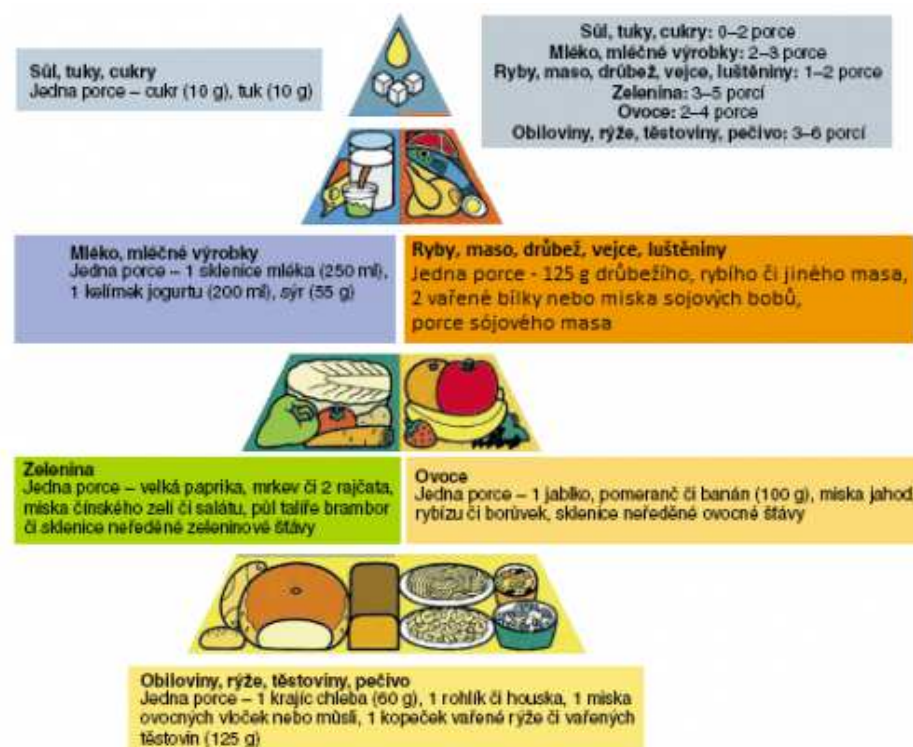 Sůl, tuky, cukry
Jedna porce – cukr (10 g), tuk (10 g)
Sůl, tuky, cukry: 0–2 porce
Mléko, mléčné výrobky: 2–3 porce
Ryby, maso, drůbež, vejce, luštěniny: 1–2 porce
Zelenina: 3–5 porcí
Ovoce: 2–4 porce
Obiloviny, rýže, těstoviny, pečivo: 3–6 porcí
Mléko, mléčné výrobky
Jedna porce – 1 sklenice mléka (250 ml),
1 kelímek jogurtu (200 ml), sýr (55 g)
Ryby, maso, drůbež, vejce, luštěniny
Jedna porce - 125 g drůbežího, rybího či jiného masa,
2 vařené bílky nebo miska sojových bobů,
porce sójového masa
Zelenina
Jedna porce – velká paprika, mrkev či 2 rajčata,
miska čínského zelí či salátu, půl talíře brambor
či sklenice neředěné zeleninové šťávy
Ovoce
Jedna porce – 1 jablko, pomeranč či banán (100 g), miska jahod
rybízu či borůvek, sklenice neředěné ovocné šťávy
Obiloviny, rýže, těstoviny, pečivo
Jedna porce – 1 krajíc chleba (60 g), 1 rohlík či houska, 1 miska
ovocných vloček nebo műsli, 1 kopeček vařené rýže či vařených
těstovin (125 g)